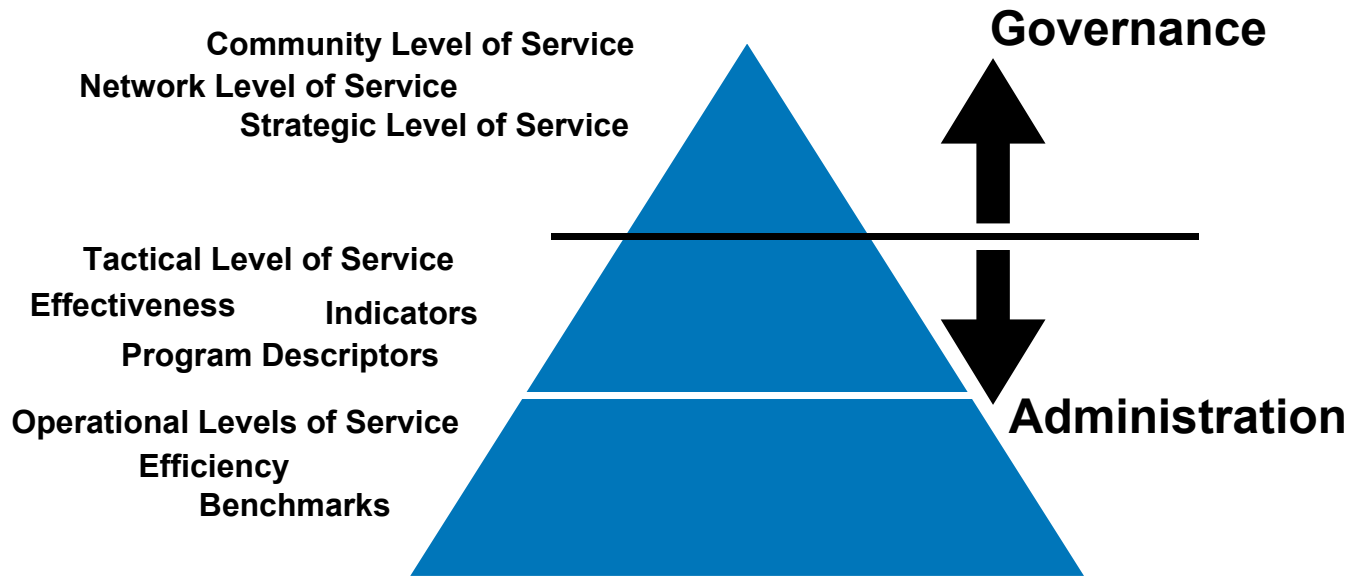 Governance
Community Level of Service
Network Level of Service
Strategic Level of Service
Tactical Level of Service
Effectiveness
Indicators
Program Descriptors
Administration
Operational Levels of Service
Efficiency
Benchmarks